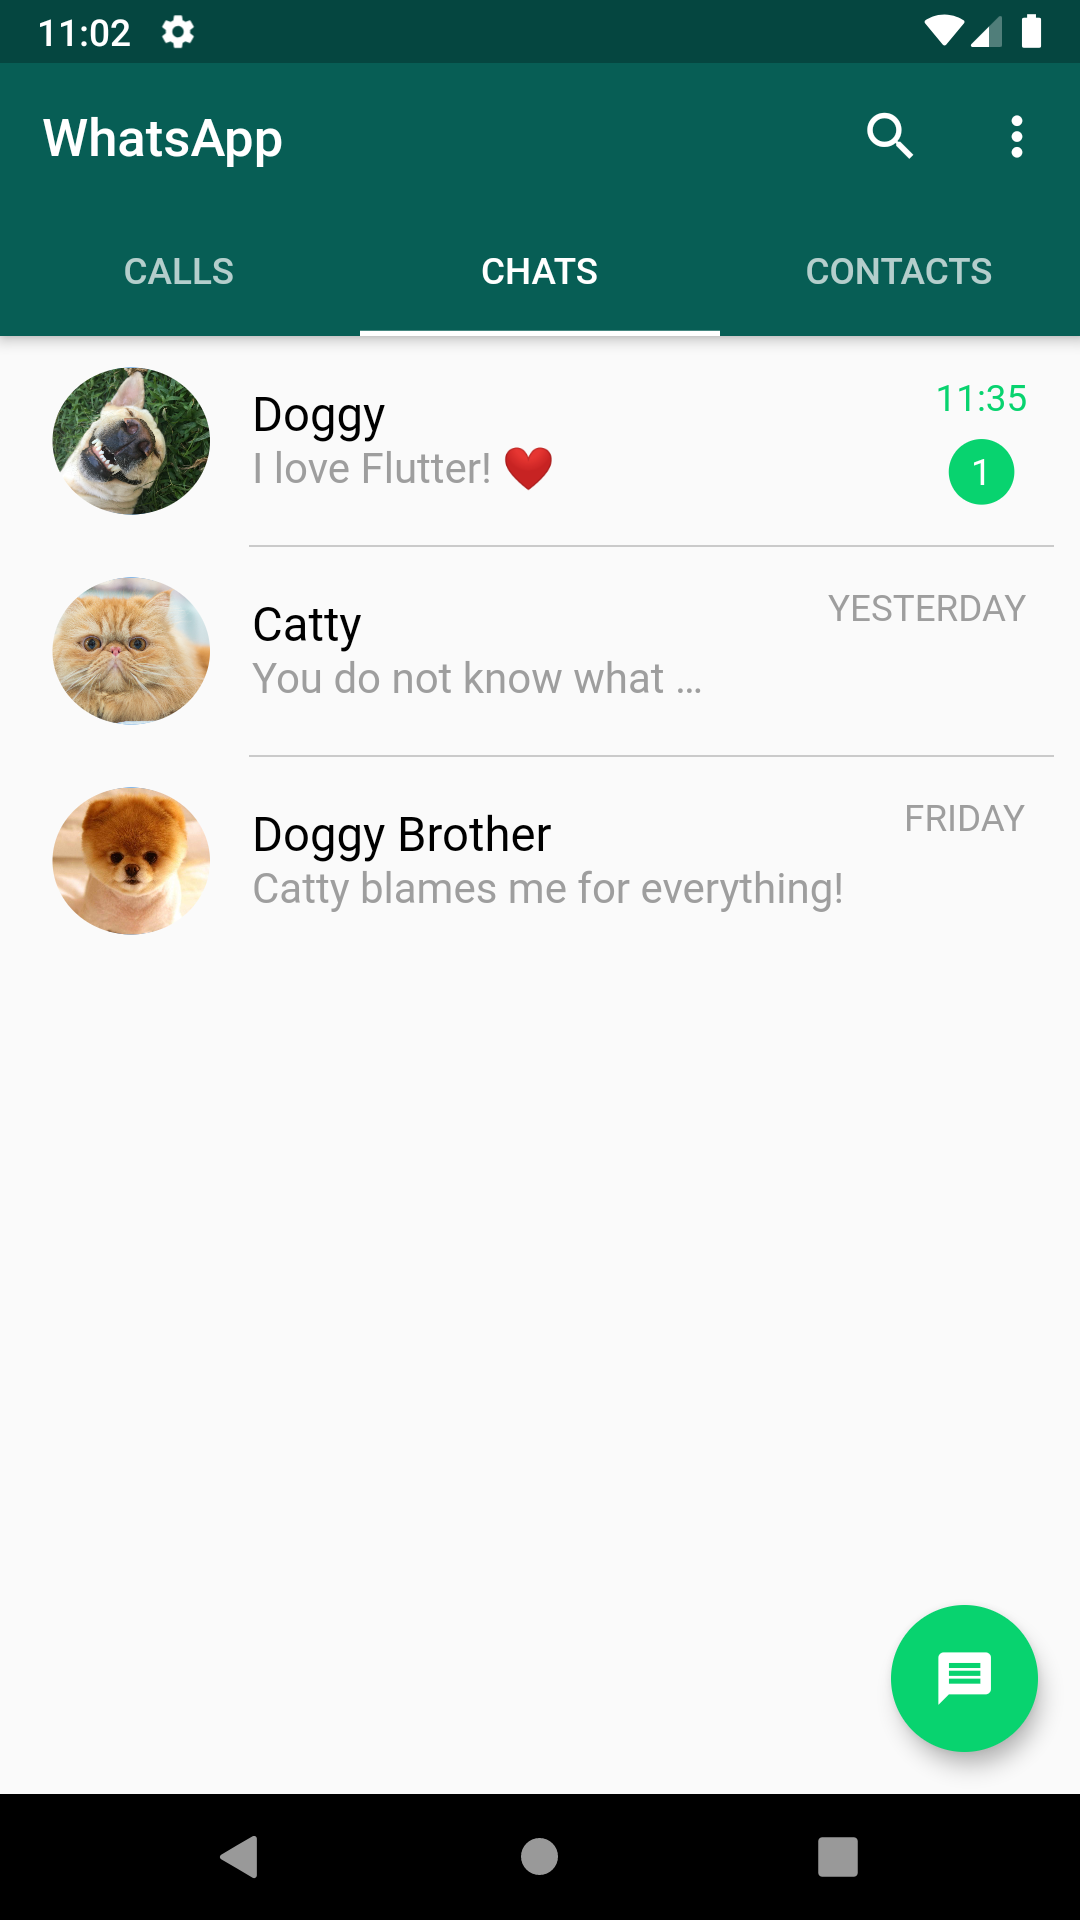 11:02
WhatsApp
CALLS CHATS CONTACTS
Doggy 11:35
I love Flutter! ❤️ 1
Catty YESTERDAY
You do not know what ...
Doggy Brother FRIDAY
Catty blames me for everything!